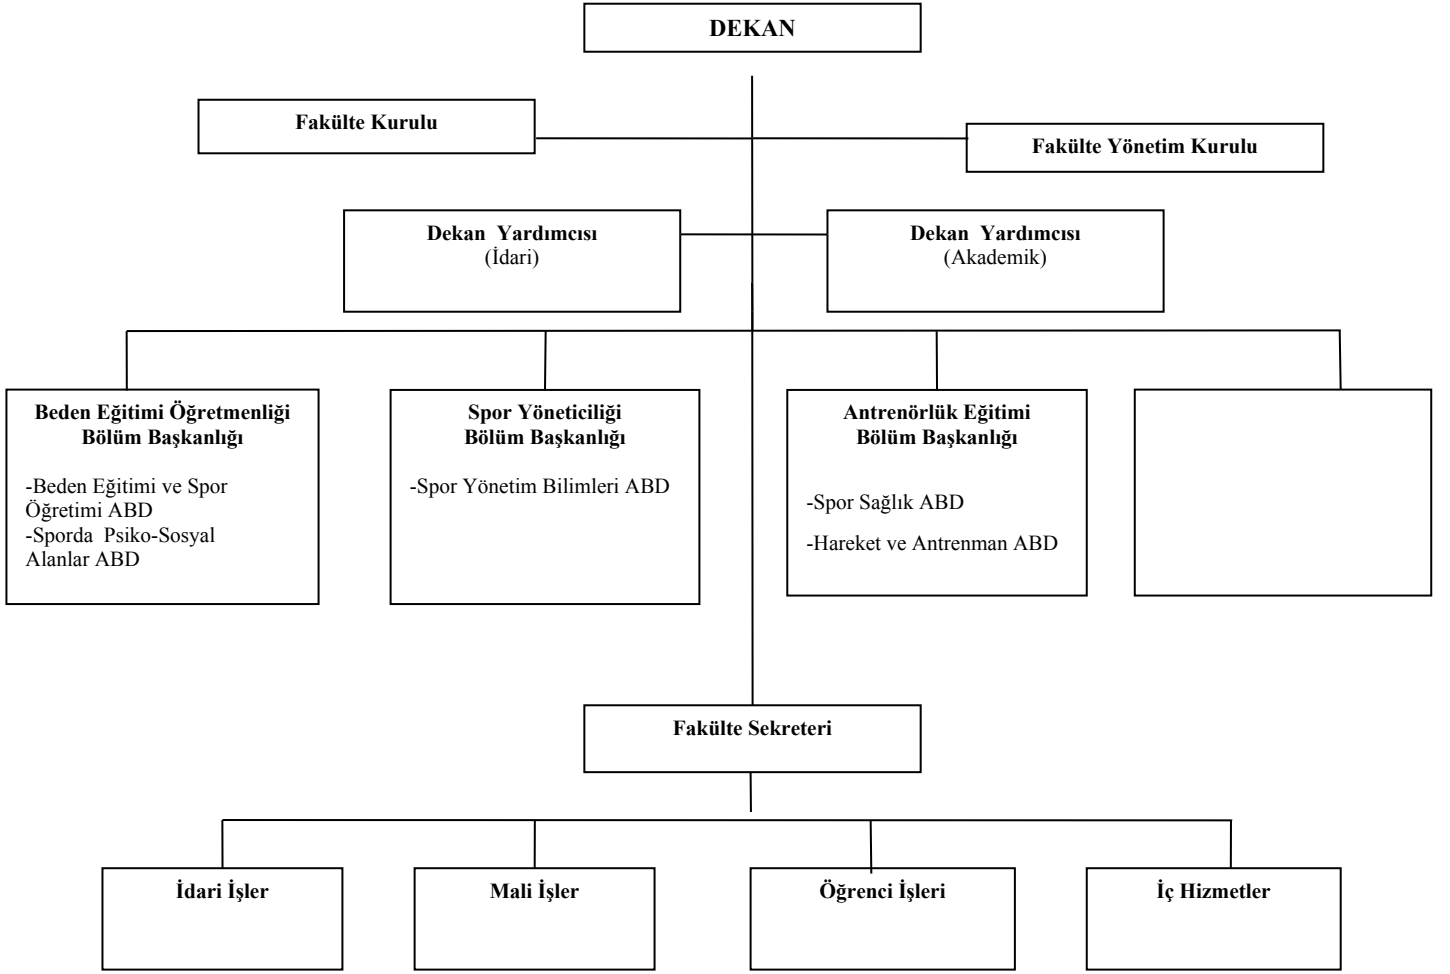 DEKAN
Fakülte Kurulu
Fakülte Yönetim Kurulu
Dekan  Yardımcısı
(İdari)
Dekan  Yardımcısı
(Akademik)
Beden Eğitimi Öğretmenliği
Bölüm Başkanlığı
-Beden Eğitimi ve Spor
Öğretimi ABD
-Sporda  Psiko-Sosyal
Alanlar ABD
Spor Yöneticiliği
Bölüm Başkanlığı
-Spor Yönetim Bilimleri ABD
Antrenörlük Eğitimi
Bölüm Başkanlığı
-Spor Sağlık ABD
-Hareket ve Antrenman ABD
Fakülte Sekreteri
İdari İşler
Mali İşler
Öğrenci İşleri
İç Hizmetler